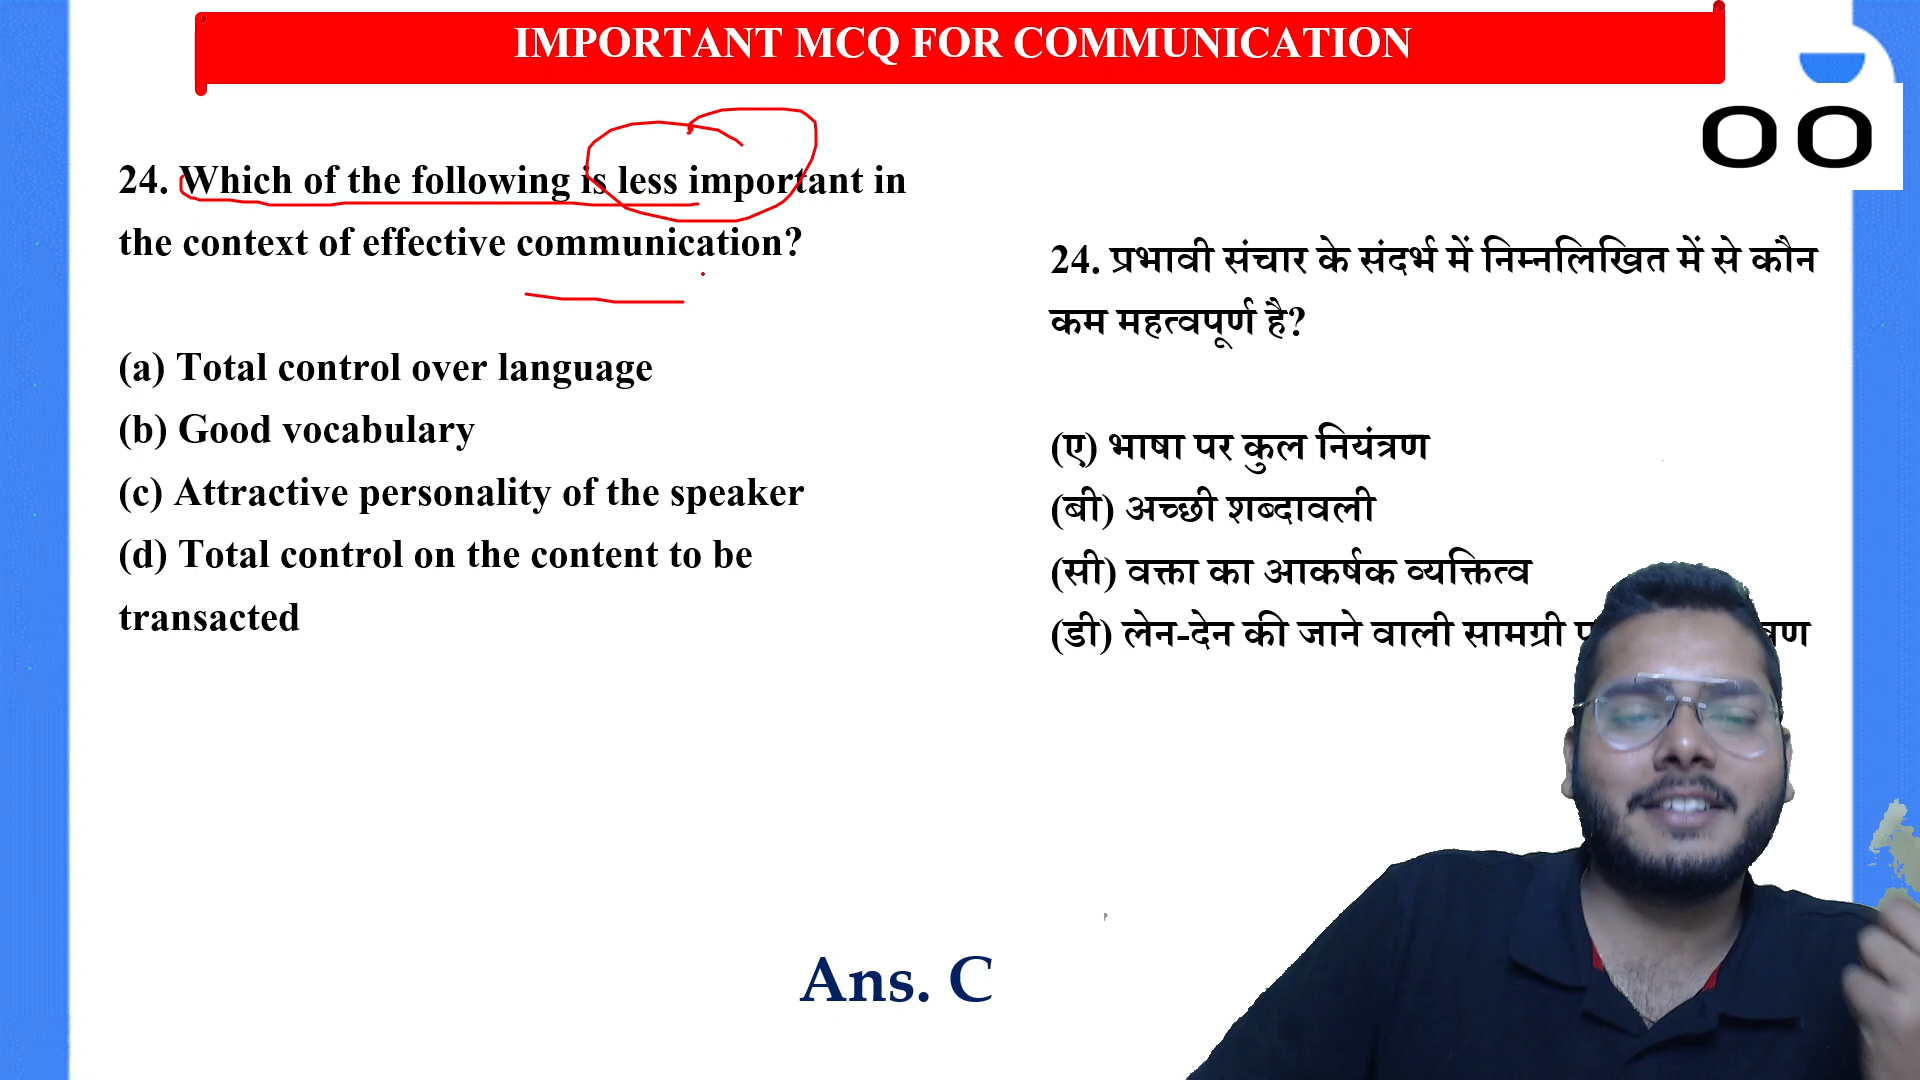 IMPORTANT MCQ FOR COMMUNICATION
24. Which of the following is less important in
the context of effective communication?
(a) Total control over language
(b) Good vocabulary
(c) Attractive personality of the speaker
(d) Total control on the content to be
transacted
24. प्रभावी संचार के संदर्भ में निम्नलिखित में से कौन
कम महत्वपूर्ण है?
(ए) भाषा पर कुल नियंत्रण
(बी) अच्छी शब्दावली
(सी) वक्ता का आकर्षक व्यक्तित्व
(डी) लेन-देन की जाने वाली सामग्री
Ans. C
00